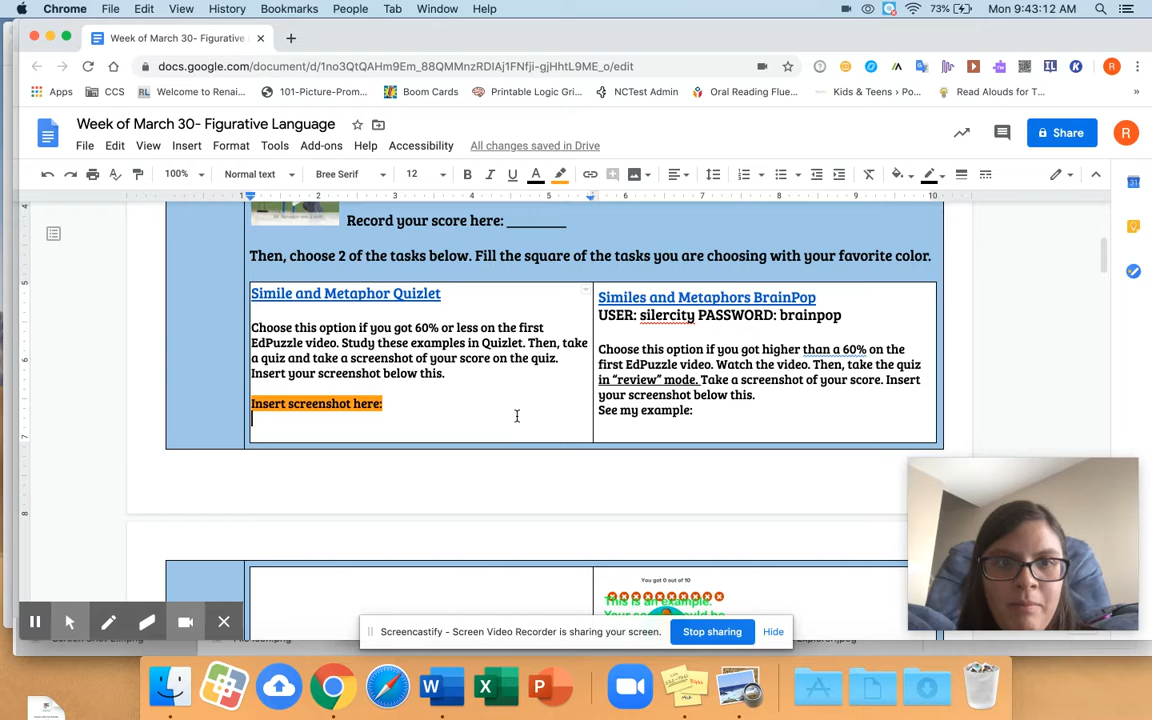 Chrome File Edit View History Bookmarks People Tab Window Help 73% Mon 9:43:12 AM
Week of March 30- Figurative
docs.google.com/document/d/1no3QtQAHm9Em_88QMMnzRDIAj1FNfji-gjHhtL9ME_o/edit
Apps CCS Welcome to Renai... 101-Picture-Prom... Boom Cards Printable Logic Gri... NCTest Admin Oral Reading Flue... Kids & Teens › Po... Read Alouds for T... »
Week of March 30- Figurative Language
Share
R
File Edit View Insert Format Tools Add-ons Help Accessibility All changes saved in Drive
100% Normal text Bree Serif 12 B I U A
1 2 3 4 5 6 7 8 9 10
Record your score here: ________
Then, choose 2 of the tasks below. Fill the square of the tasks you are choosing with your favorite color.
Simile and Metaphor Quizlet
Choose this option if you got 60% or less on the first
EdPuzzle video. Study these examples in Quizlet. Then, take
a quiz and take a screenshot of your score on the quiz.
Insert your screenshot below this.
Insert screenshot here:
Similes and Metaphors BrainPop
USER: silercity PASSWORD: brainpop
Choose this option if you got higher than a 60% on the
first EdPuzzle video. Watch the video. Then, take the quiz
in “review” mode. Take a screenshot of your score. Insert
your screenshot below this.
See my example:
You got 0 out of 10
This is an example.
Screencastify - Screen Video Recorder is sharing your screen. Stop sharing Hide